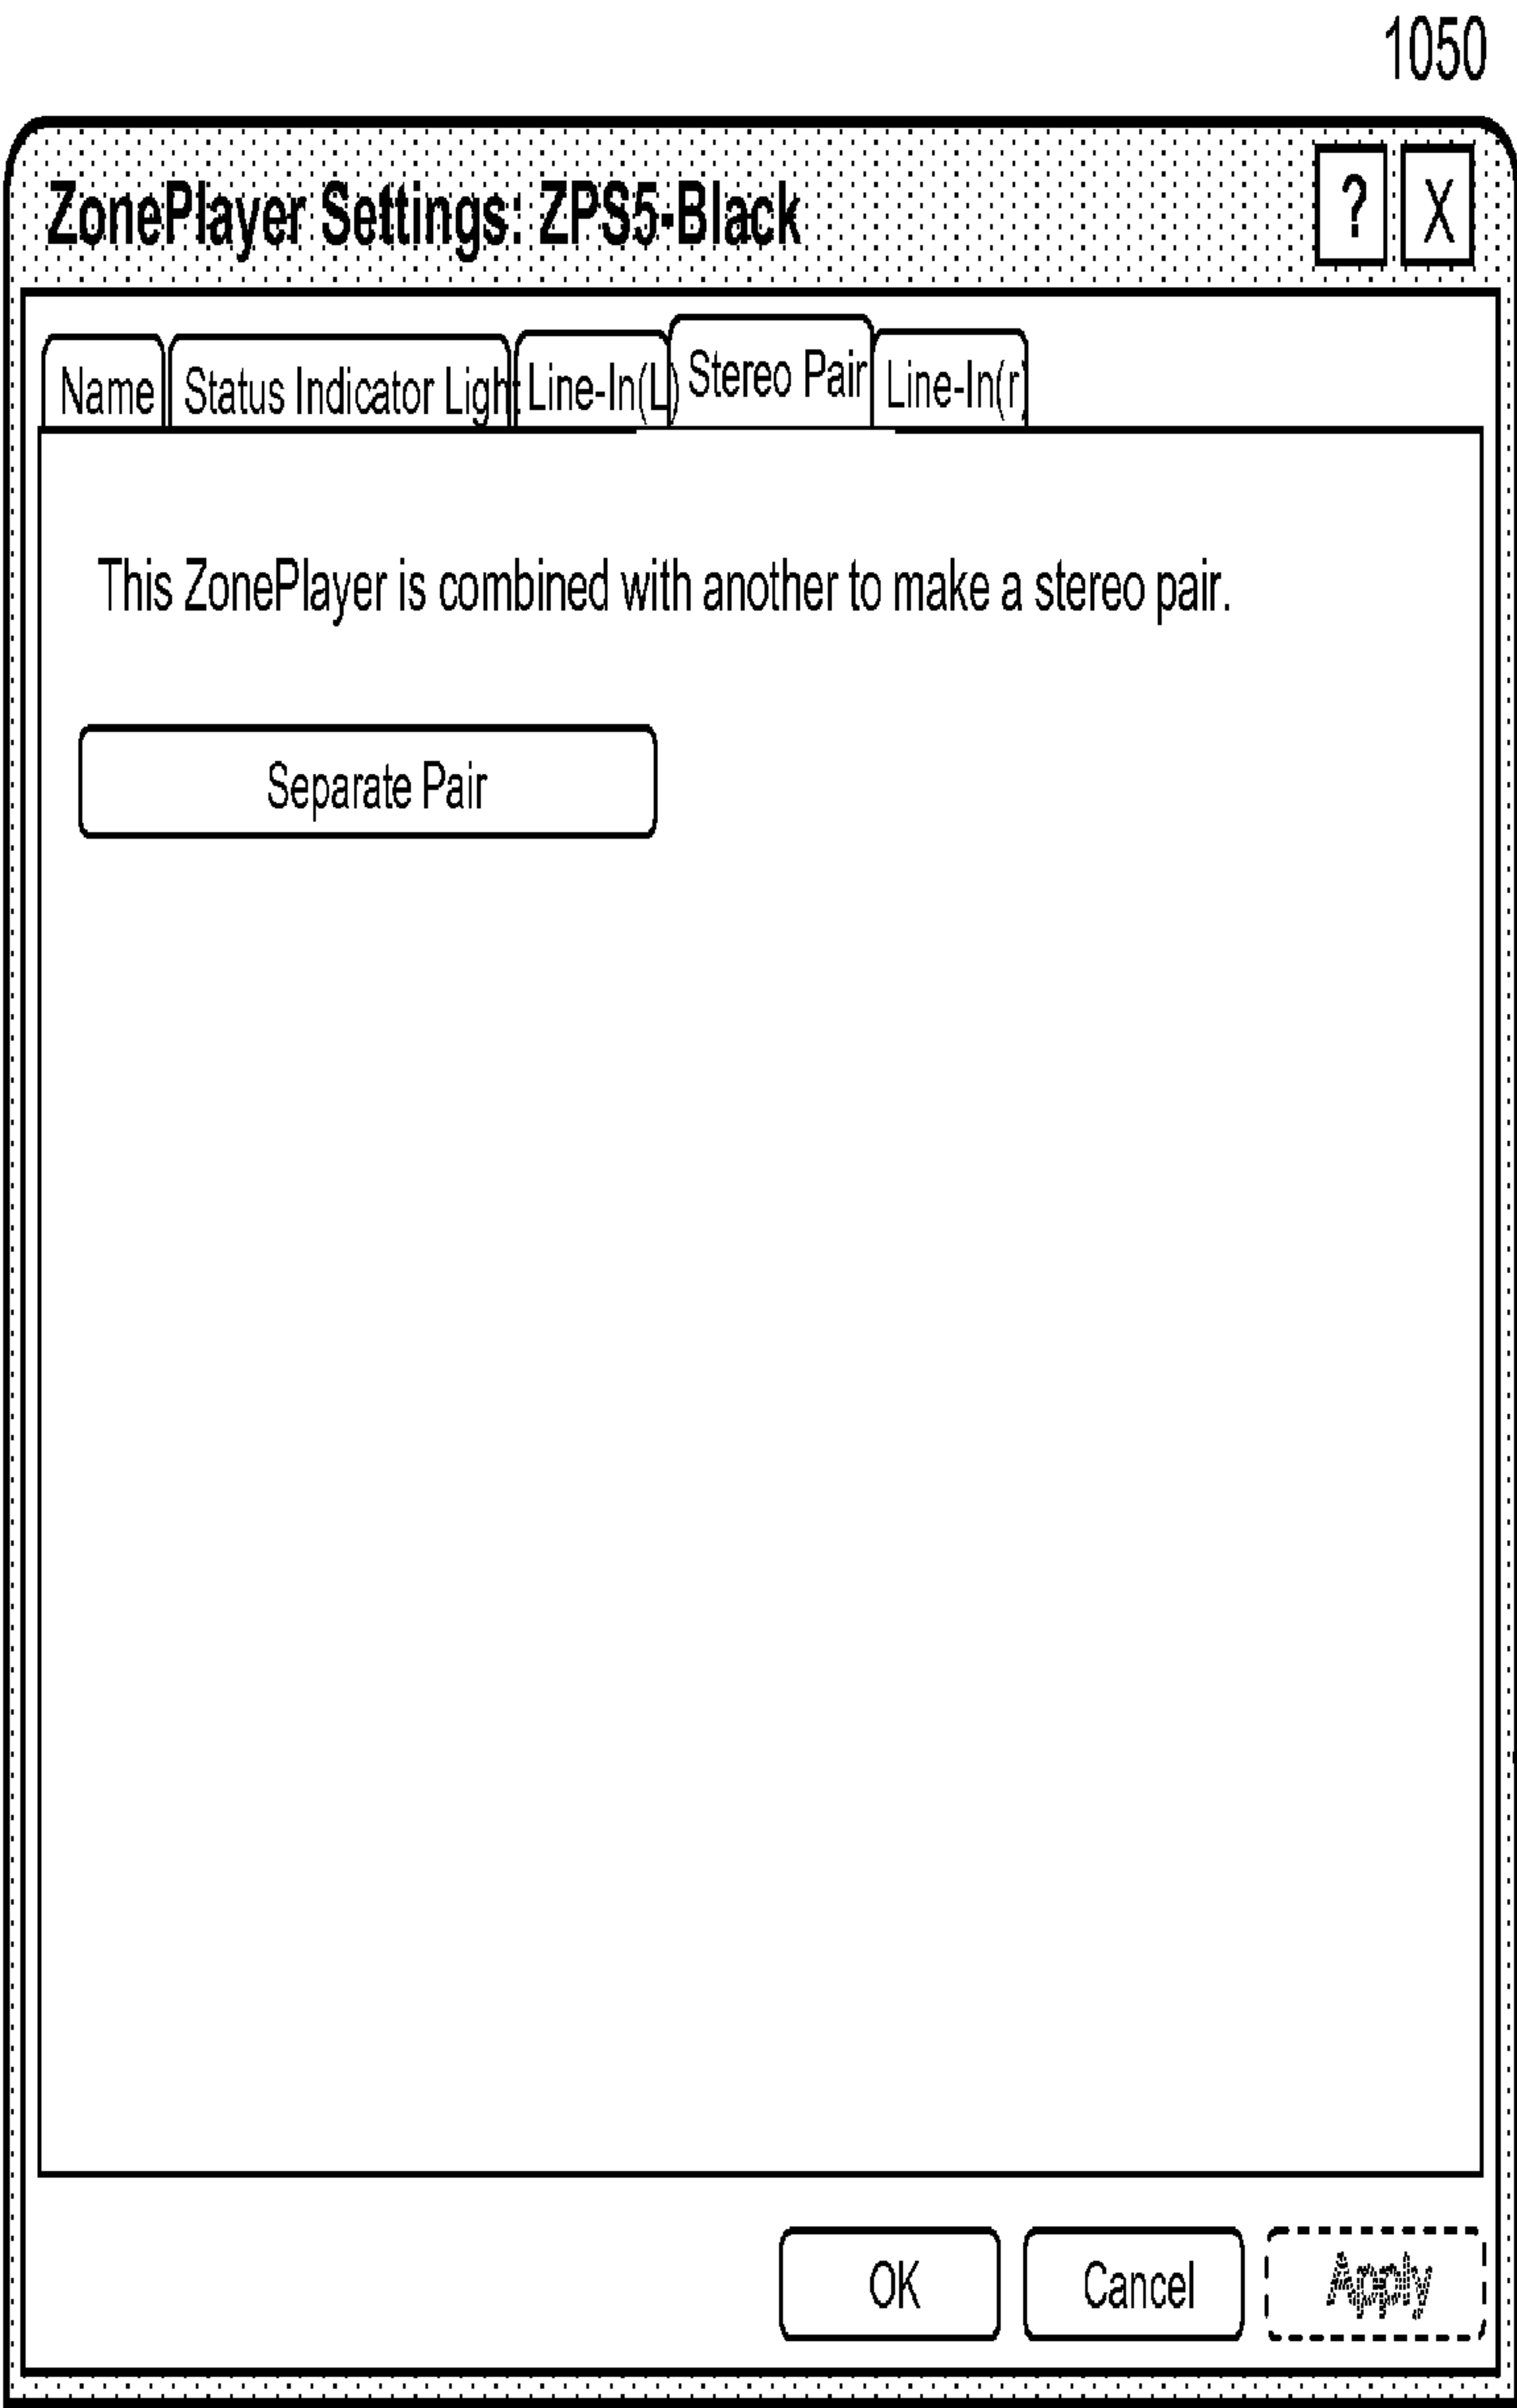 1050
ZonePlayer Settings: ZPS5-Black ? X
Name Status Indicator Light Line-In(L) Stereo Pair Line-In(r)
This ZonePlayer is combined with another to make a stereo pair.
Separate Pair
OK Cancel Apply